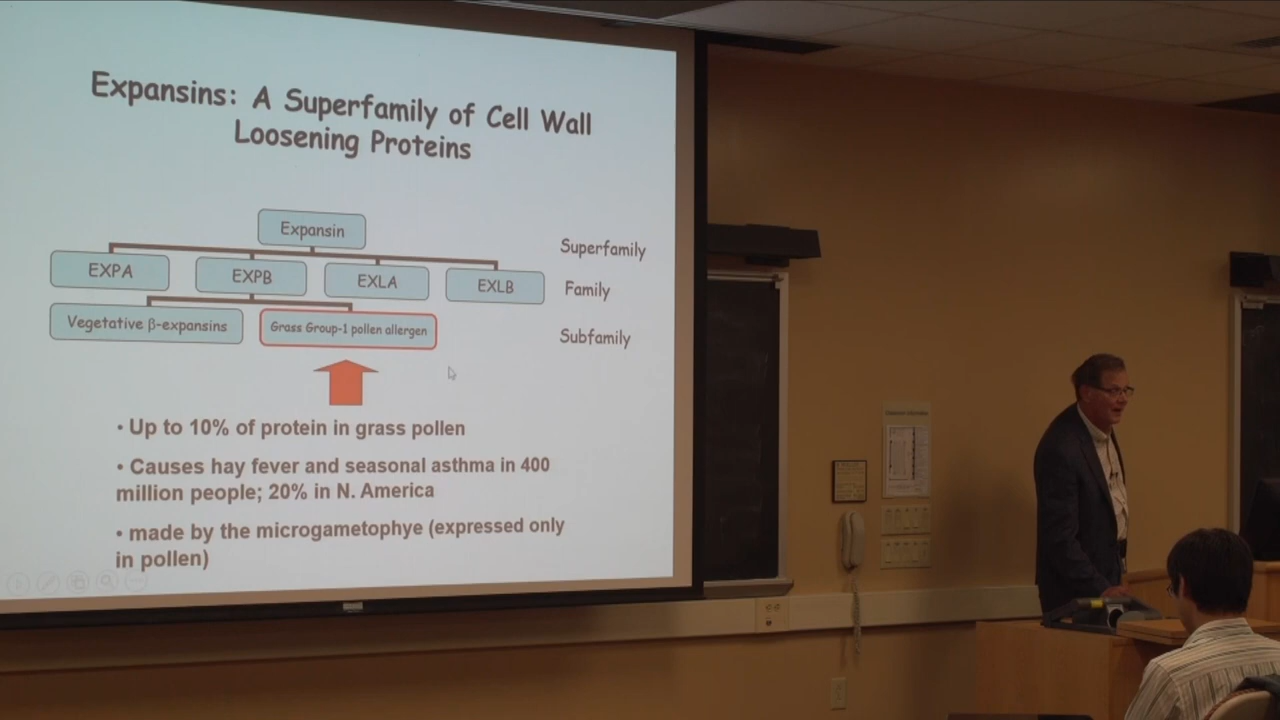 Expansins: A Superfamily of Cell Wall
Loosening Proteins
Expansin
Superfamily
EXPA
EXPB
EXLA
EXLB
Family
Vegetative β-expansins
Grass Group-1 pollen allergen
Subfamily
• Up to 10% of protein in grass pollen
• Causes hay fever and seasonal asthma in 400
million people; 20% in N. America
• made by the microgametophye (expressed only
in pollen)